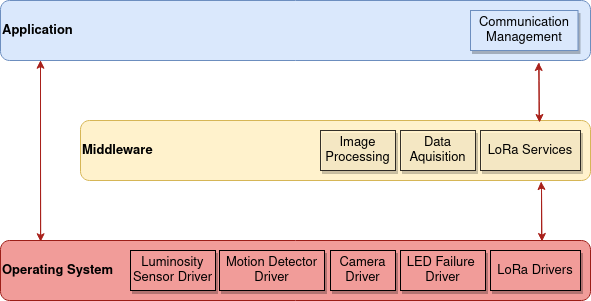 Application
Communication
Management
Middleware
Image
Processing
Data
Aquisition
LoRa Services
Operating System
Luminosity
Sensor Driver
Motion Detector
Driver
Camera
Driver
LED Failure
Driver
LoRa Drivers